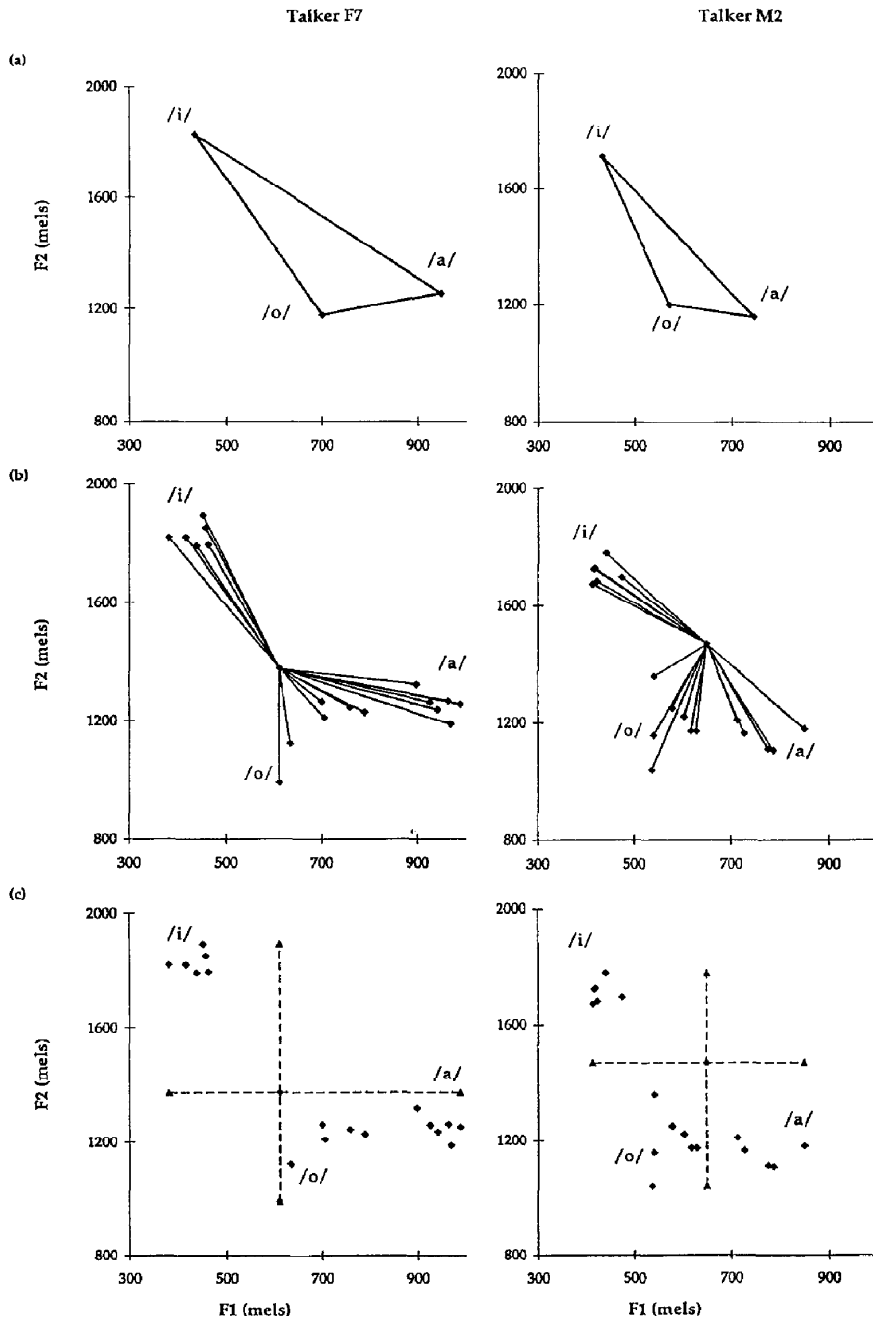 Talker F7 Talker M2
(a)
2000 2000
/i/ /i/
1600 1600
F2 (mels)
/a/ /a/
1200 1200
/o/ /o/
800 800
300 500 700 900 300 500 700 900
(b)
2000 2000
/i/ /i/
1600 1600
F2 (mels)
/a/
1200 1200
/o/ /a/
/o/
800 800
300 500 700 900 300 500 700 900
(c)
2000 2000
/i/ /i/
1600 1600
F2 (mels)
/a/
1200 1200
/a/
/o/ /o/
800 800
300 500 700 900 300 500 700 900
F1 (mels) F1 (mels)